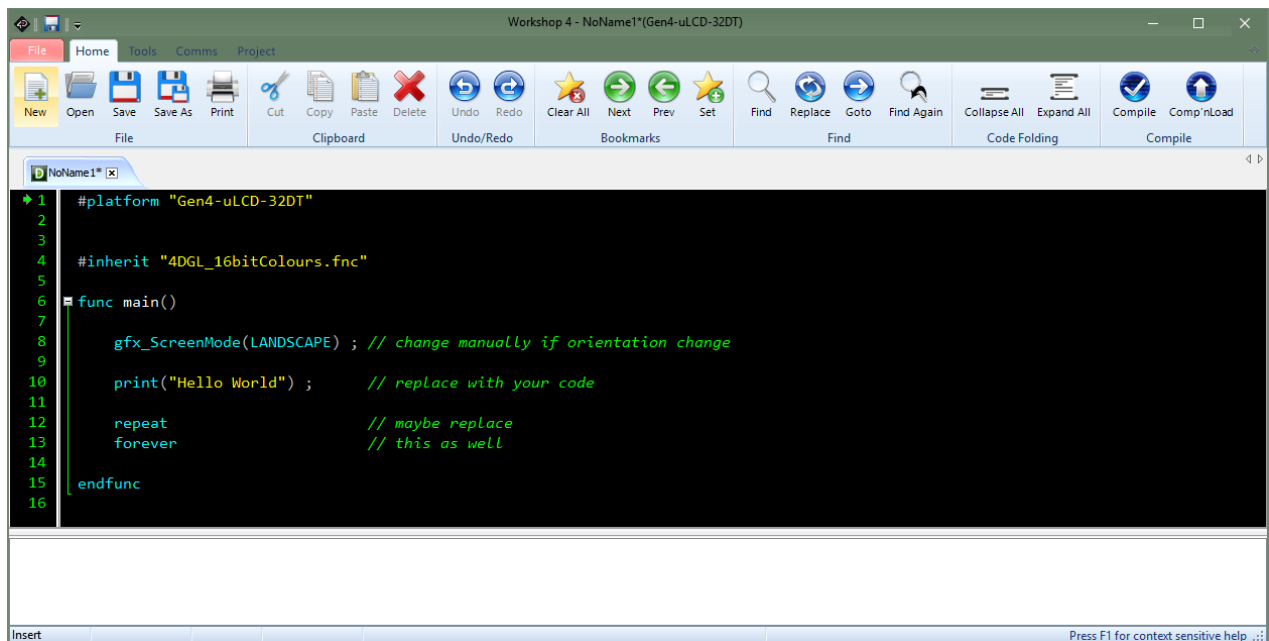 Workshop 4 - NoName1*(Gen4-uLCD-32DT)
File Home Tools Comms Project
New Open Save Save As Print Cut Copy Paste Delete Undo Redo Clear All Next Prev Set Find Replace Goto Find Again Collapse All Expand All Compile Comp'nLoad
File Clipboard Undo/Redo Bookmarks Find Code Folding Compile
NoName1*
1 #platform "Gen4-uLCD-32DT"
2
3
4 #inherit "4DGL_16bitColours.fnc"
5
6 func main()
7
8 gfx_ScreenMode(LANDSCAPE) ; // change manually if orientation change
9
10 print("Hello World") ; // replace with your code
11
12 repeat // maybe replace
13 forever // this as well
14
15 endfunc
16
Insert Press F1 for context sensitive help